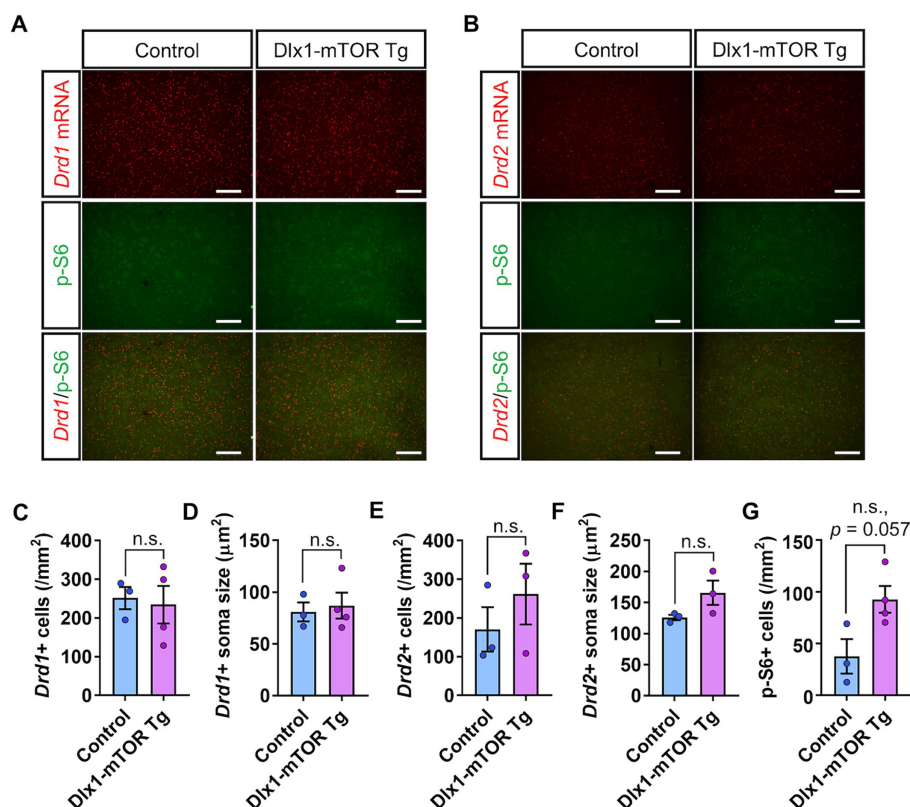 A
B
Control
Dlx1-mTOR Tg
Control
Dlx1-mTOR Tg
Drd1 mRNA
Drd2 mRNA
p-S6
p-S6
Drd1/p-S6
Drd2/p-S6
C
D
E
F
G
n.s.
n.s.
n.s.
n.s.
n.s.,
p = 0.057
Drd1+ cells (/mm²)
400
300
200
100
0
Control
Dlx1-mTOR Tg
Drd1+ soma size (µm²)
150
100
50
0
Control
Dlx1-mTOR Tg
Drd2+ cells (/mm²)
400
300
200
100
0
Control
Dlx1-mTOR Tg
Drd2+ soma size (µm²)
250
200
150
100
50
0
Control
Dlx1-mTOR Tg
p-S6+ cells (/mm²)
150
100
50
0
Control
Dlx1-mTOR Tg